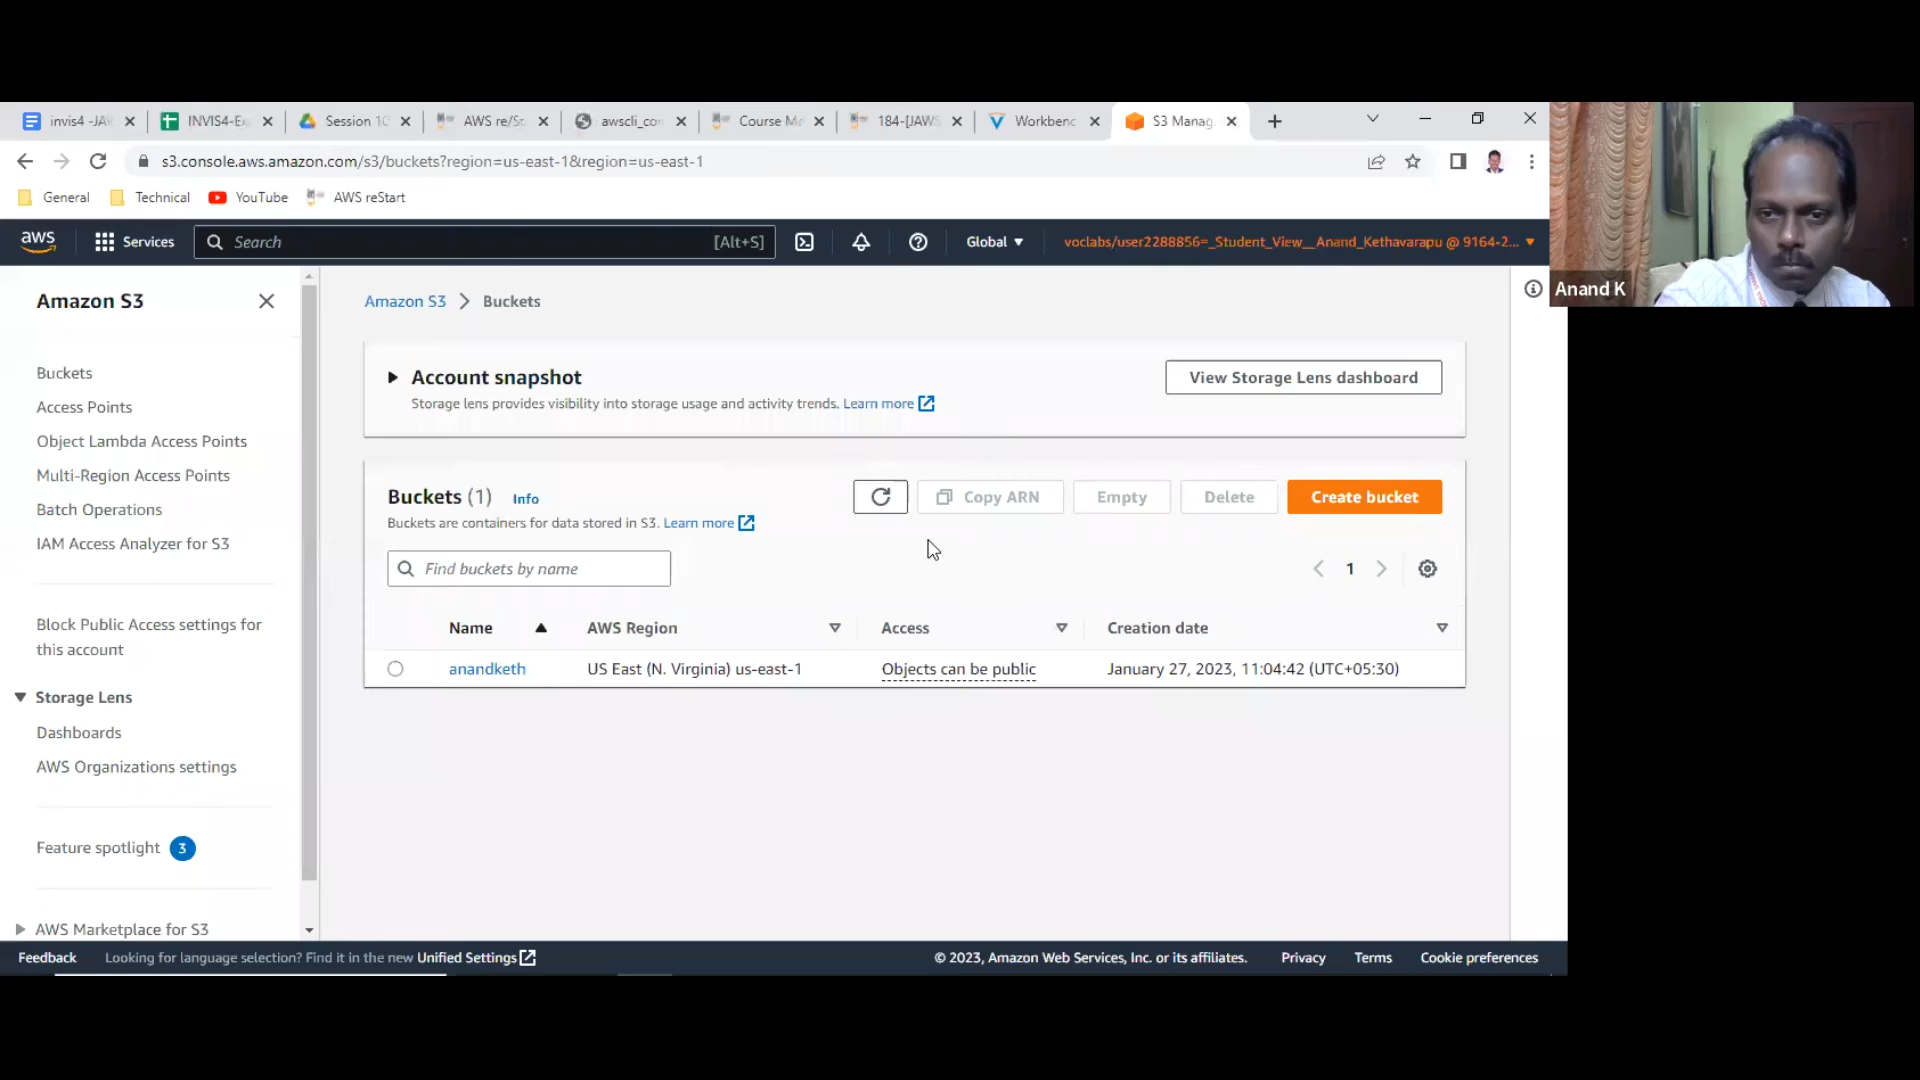 invis4 -JA
INVIS4-E
Session 10
AWS re/St
awscli_co
Course M
184-[JAWS
Workbenc
S3 Manag
s3.console.aws.amazon.com/s3/buckets?region=us-east-1&region=us-east-1
General
Technical
YouTube
AWS reStart
aws
Services
Search
[Alt+S]
Global
voclabs/user2288856=_Student_View__Anand_Kethavarapu @ 9164-2...
Anand K
Amazon S3
Buckets
Access Points
Object Lambda Access Points
Multi-Region Access Points
Batch Operations
IAM Access Analyzer for S3
Block Public Access settings for
this account
Storage Lens
Dashboards
AWS Organizations settings
Feature spotlight 3
AWS Marketplace for S3
Amazon S3 > Buckets
Account snapshot
View Storage Lens dashboard
Storage lens provides visibility into storage usage and activity trends. Learn more
Buckets (1) Info
Copy ARN
Empty
Delete
Create bucket
Buckets are containers for data stored in S3. Learn more
Find buckets by name
1
Name AWS Region Access Creation date
anandketh US East (N. Virginia) us-east-1 Objects can be public January 27, 2023, 11:04:42 (UTC+05:30)
Feedback
Looking for language selection? Find it in the new Unified Settings
© 2023, Amazon Web Services, Inc. or its affiliates.
Privacy
Terms
Cookie preferences